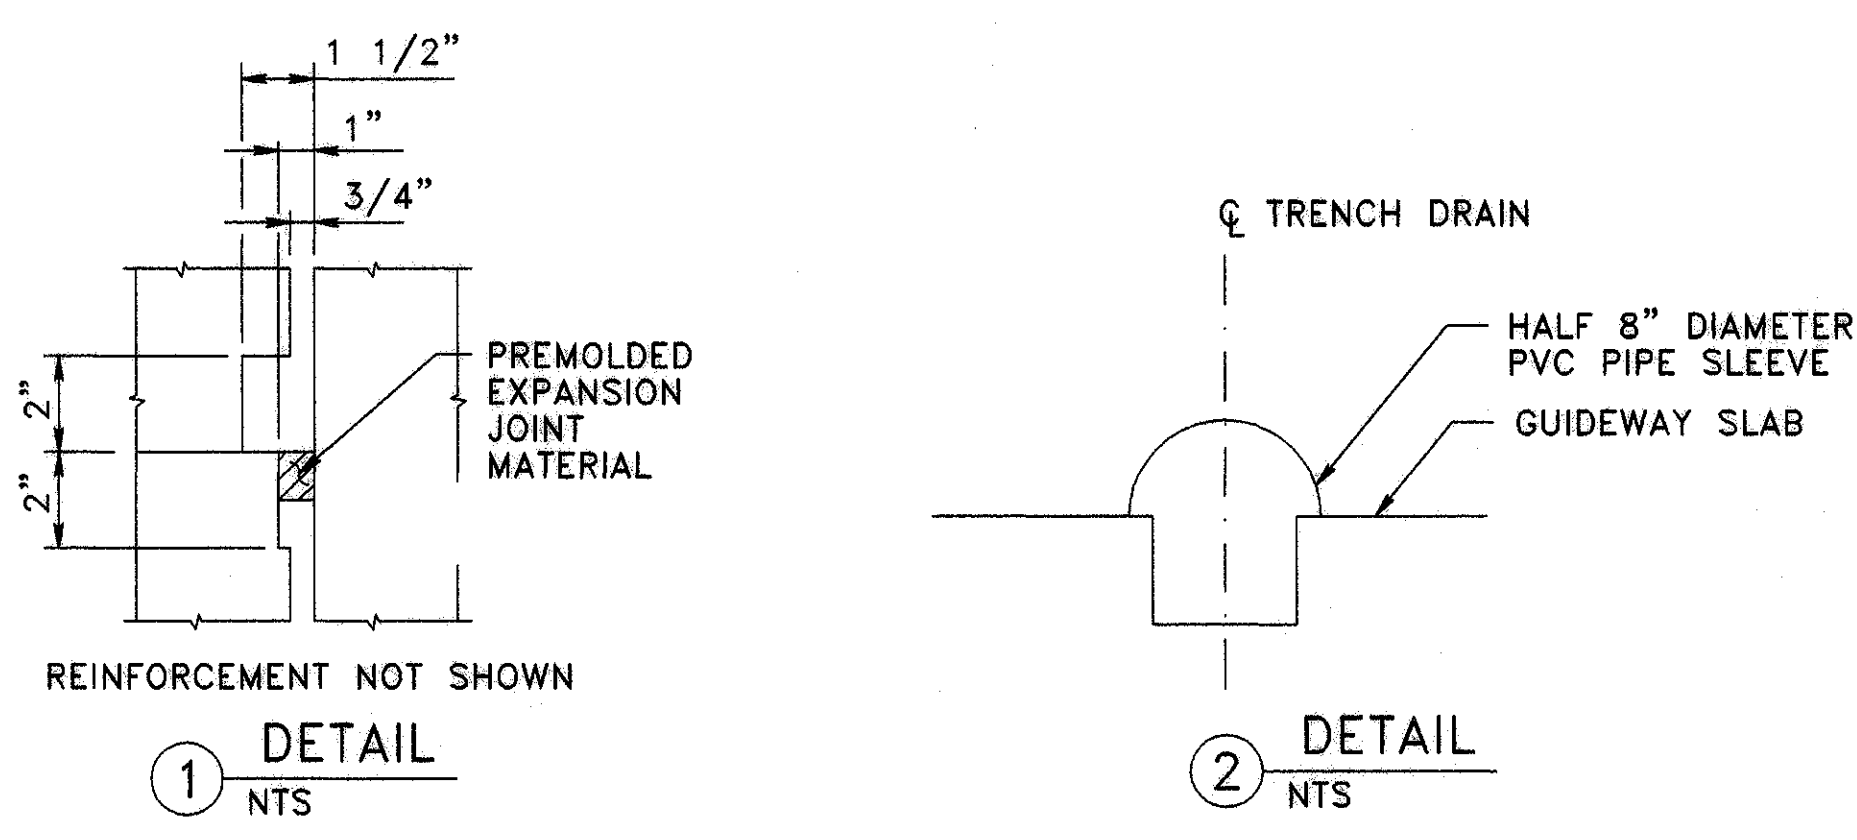 1 1/2"
1"
3/4"
2"
2"
PREMOLDED
EXPANSION
JOINT
MATERIAL
REINFORCEMENT NOT SHOWN
1 DETAIL
NTS
℄ TRENCH DRAIN
HALF 8" DIAMETER
PVC PIPE SLEEVE
GUIDEWAY SLAB
2 DETAIL
NTS